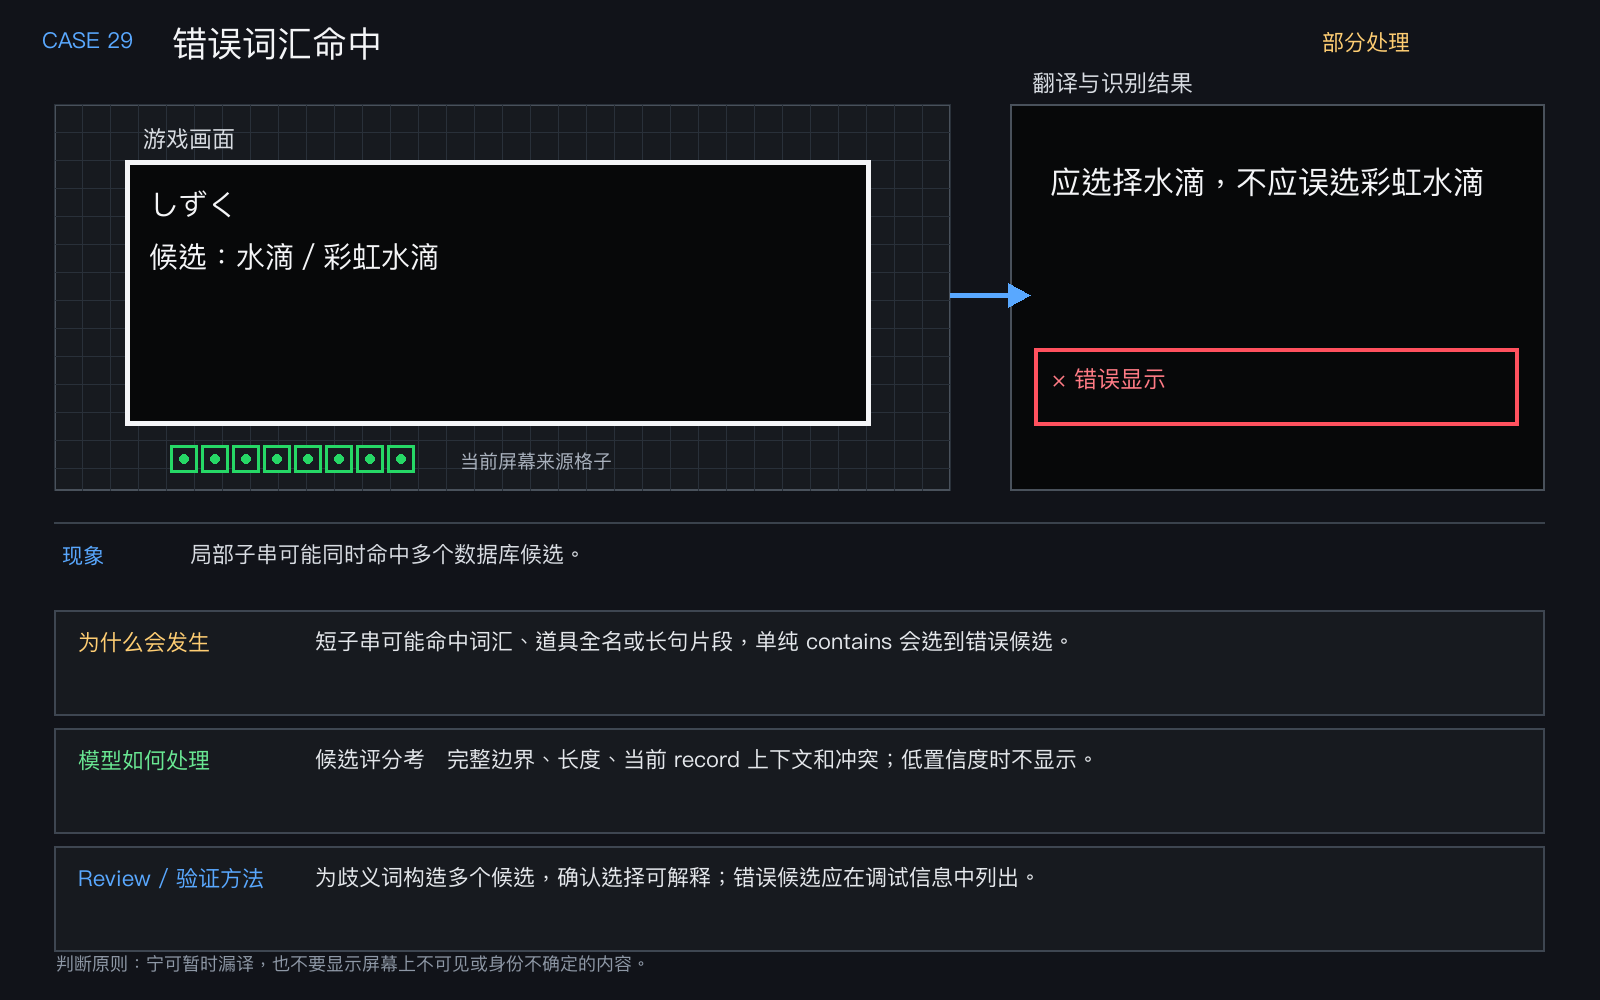 CASE 29 错误词汇命中
部分处理
翻译与识别结果
游戏画面
しずく
候选：水滴 / 彩虹水滴
当前屏幕来源格子
应选择水滴，不应误选彩虹水滴
× 错误显示
现象 局部子串可能同时命中多个数据库候选。
为什么会发生 短子串可能命中词汇、道具全名或长句片段，单纯 contains 会选到错误候选。
模型如何处理 候选评分考 完整边界、长度、当前 record 上下文和冲突；低置信度时不显示。
Review / 验证方法 为歧义词构造多个候选，确认选择可解释；错误候选应在调试信息中列出。
判断原则：宁可暂时漏译，也不要显示屏幕上不可见或身份不确定的内容。